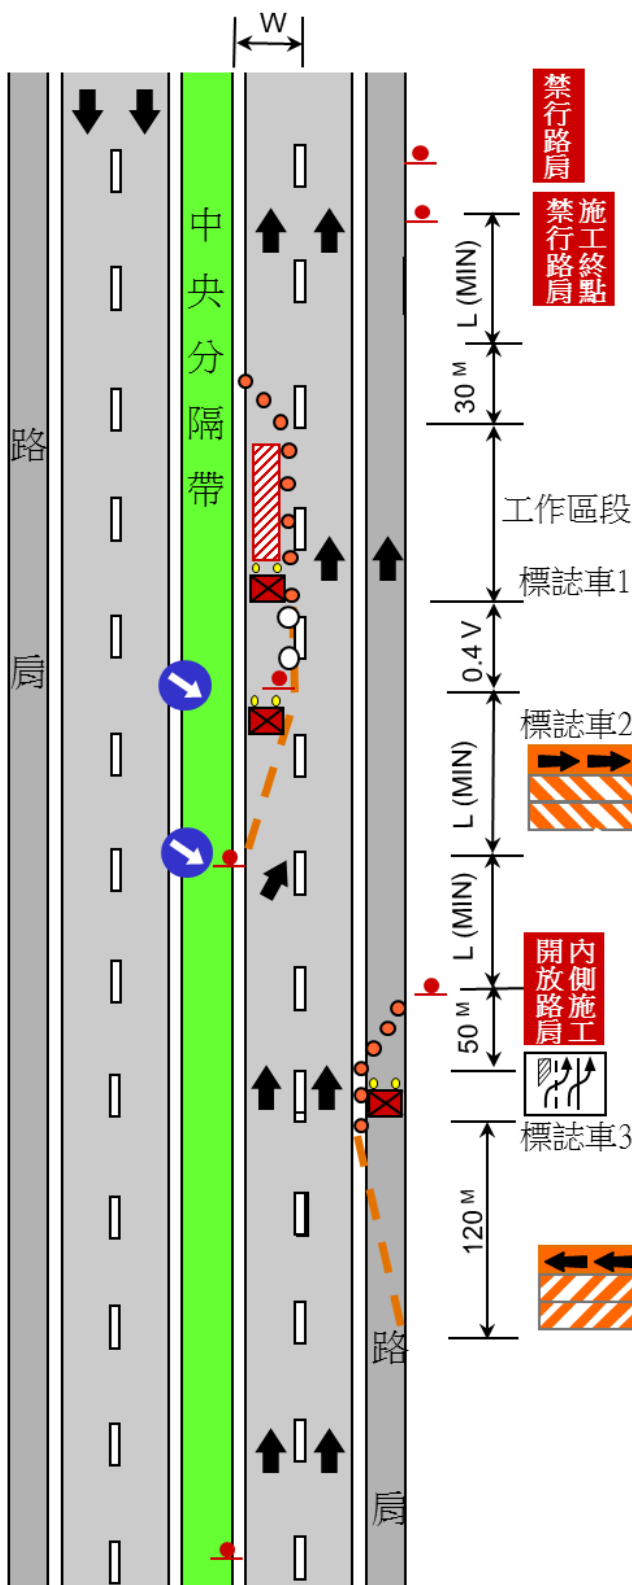 W
禁行路肩
施工終點
禁行路肩
L (MIN)
30 M
中央分隔帶
路肩
工作區段
標誌車1
0.4 V
標誌車2
L (MIN)
L (MIN)
內側施工
開放路肩
50 M
標誌車3
120 M
路肩